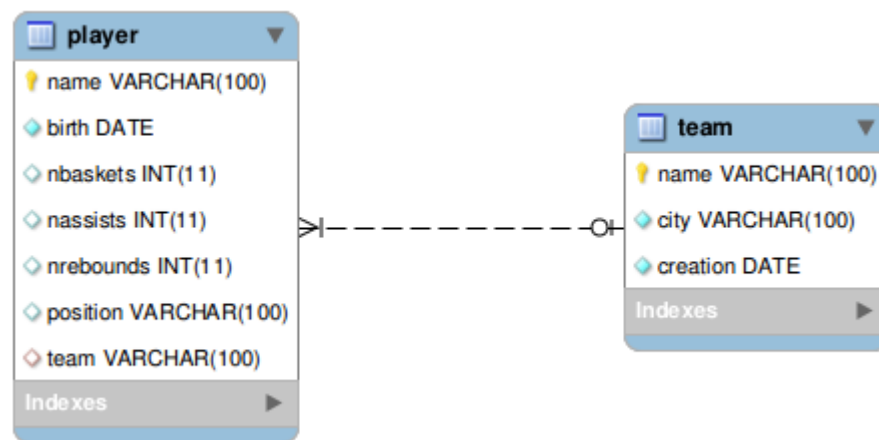 player
name VARCHAR(100)
birth DATE
nbaskets INT(11)
nassists INT(11)
nrebounds INT(11)
position VARCHAR(100)
team VARCHAR(100)
Indexes
team
name VARCHAR(100)
city VARCHAR(100)
creation DATE
Indexes